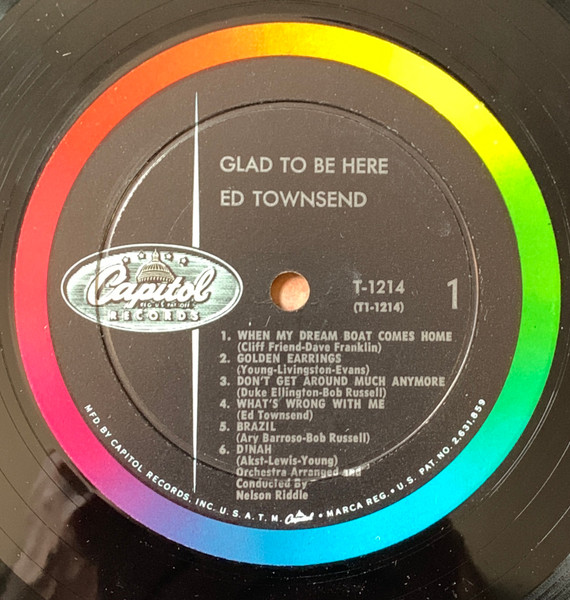 GLAD TO BE HERE
ED TOWNSEND
Capitol
RECORDS
T-1214
(T1-1214)
1
1. WHEN MY DREAM BOAT COMES HOME
(Cliff Friend-Dave Franklin)
2. GOLDEN EARRINGS
(Young-Livingston-Evans)
3. DON'T GET AROUND MUCH ANYMORE
(Duke Ellington-Bob Russell)
4. WHAT'S WRONG WITH ME
(Ed Townsend)
5. BRAZIL
(Ary Barroso-Bob Russell)
6. DINAH
(Akst-Lewis-Young)
Orchestra Arranged and
Conducted By
Nelson Riddle
MFD. BY CAPITOL RECORDS, INC. U.S.A. T.M. Capitol • MARCA REG. • U.S. PAT. NO. 2,631,859